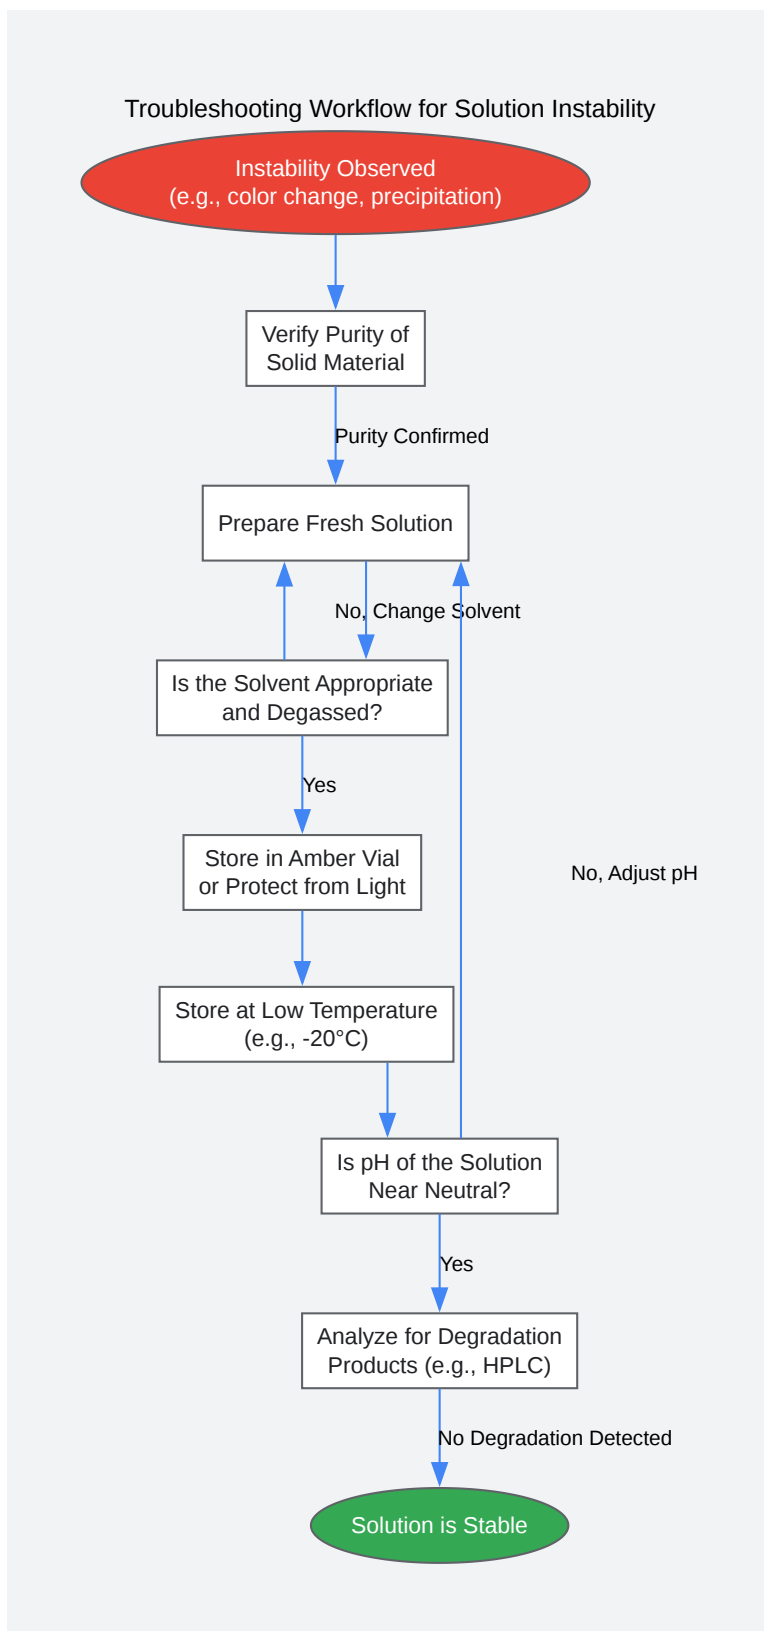 Troubleshooting Workflow for Solution Instability
Instability Observed
(e.g., color change, precipitation)
Verify Purity of
Solid Material
Purity Confirmed
Prepare Fresh Solution
No, Change Solvent
Is the Solvent Appropriate
and Degassed?
Yes
Store in Amber Vial
or Protect from Light
No, Adjust pH
Store at Low Temperature
(e.g., -20°C)
Is pH of the Solution
Near Neutral?
Yes
Analyze for Degradation
Products (e.g., HPLC)
No Degradation Detected
Solution is Stable